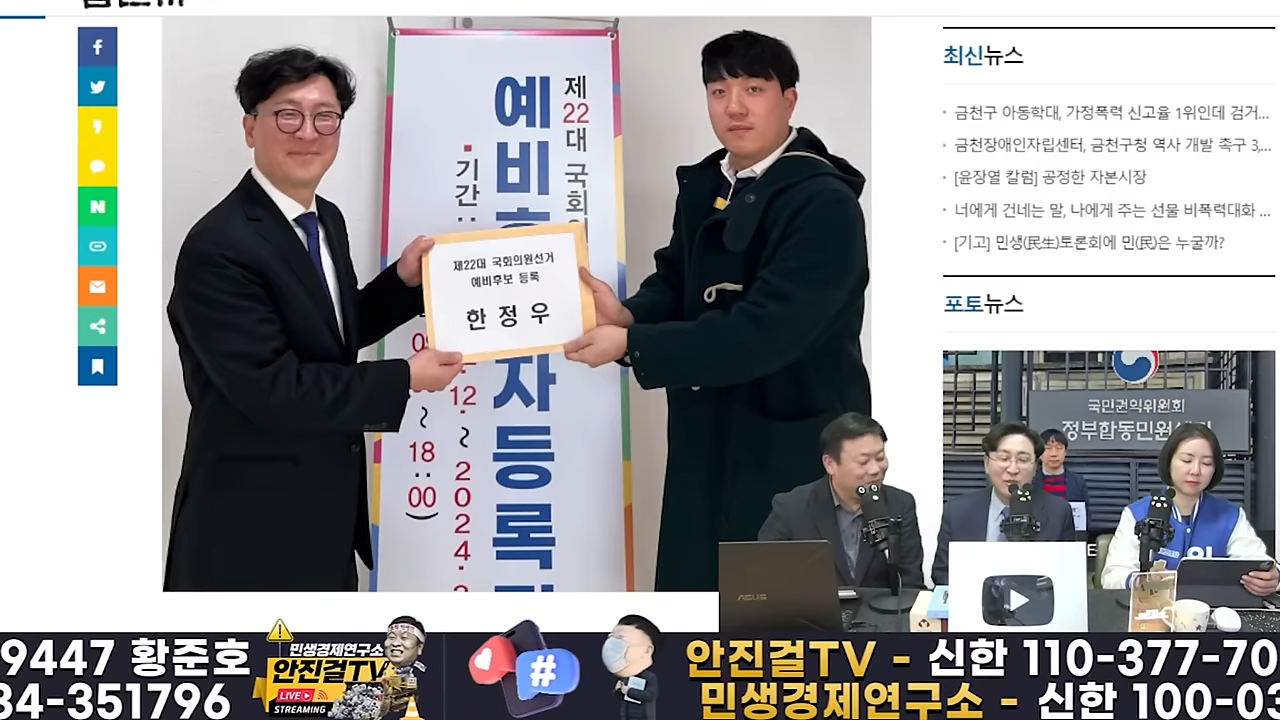 최신뉴스
금천구 아동학대, 가정폭력 신고율 1위인데 검거...
금천장애인자립센터, 금천구청 역사 개발 촉구 3,...
[윤장열 칼럼] 공정한 자본시장
너에게 건네는 말, 나에게 주는 선물 비폭력대화 ...
[기고] 민생(民生)토론회에 민(民)은 누굴까?
포토뉴스
제22대 국회의
예비후
자등록
기간 :
12. ~ 2024.
~ 18:00)
제22대 국회의원선거
예비후보 등록
한정우
국민권익위원회
정부합동민원센터
ASUS
9447 황준호
34-351796
민생경제연구소
안진걸TV
LIVE
STREAMING
#
안진걸TV - 신한 110-377-70
민생경제연구소 - 신한 100-03